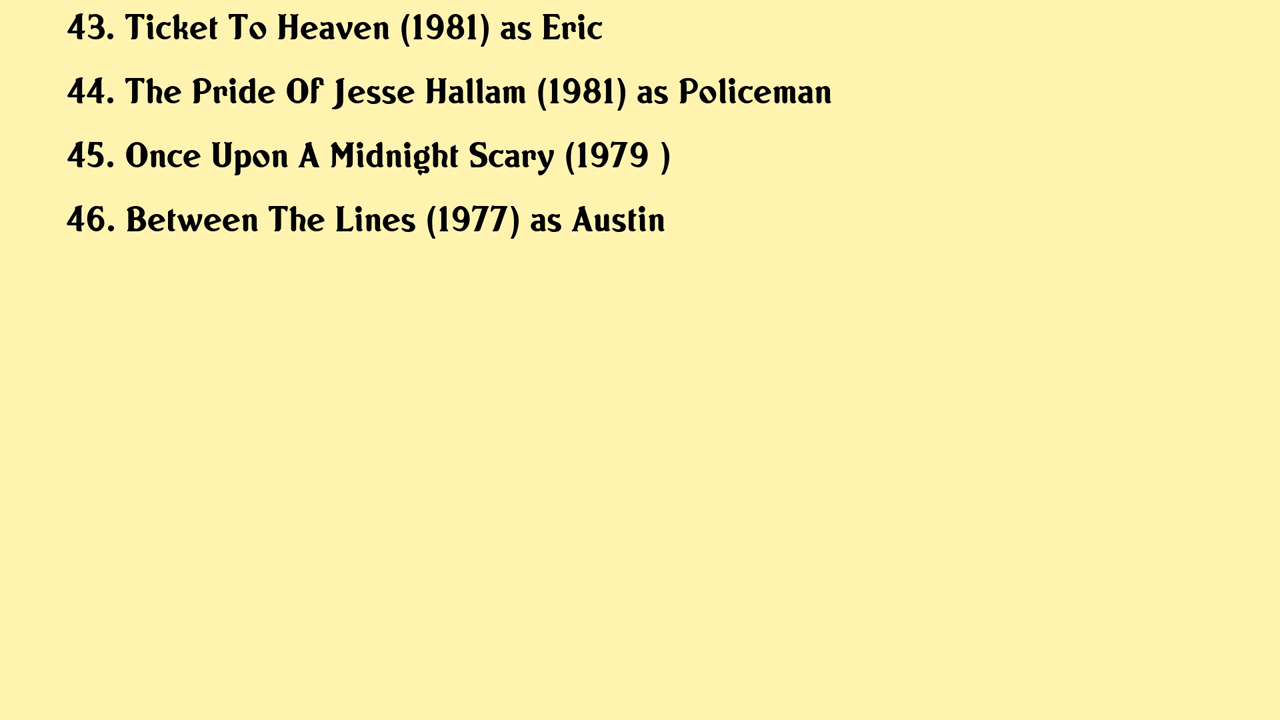 43. Ticket To Heaven (1981) as Eric
44. The Pride Of Jesse Hallam (1981) as Policeman
45. Once Upon A Midnight Scary (1979 )
46. Between The Lines (1977) as Austin